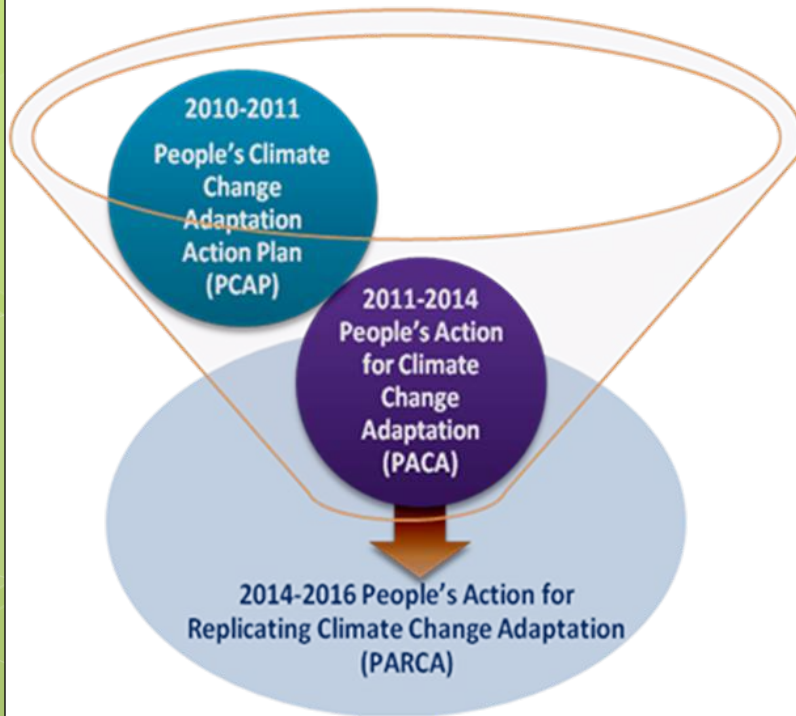 2010-2011
People’s Climate
Change
Adaptation
Action Plan
(PCAP)
2011-2014
People’s Action
for Climate
Change
Adaptation
(PACA)
2014-2016 People’s Action for
Replicating Climate Change Adaptation
(PARCA)